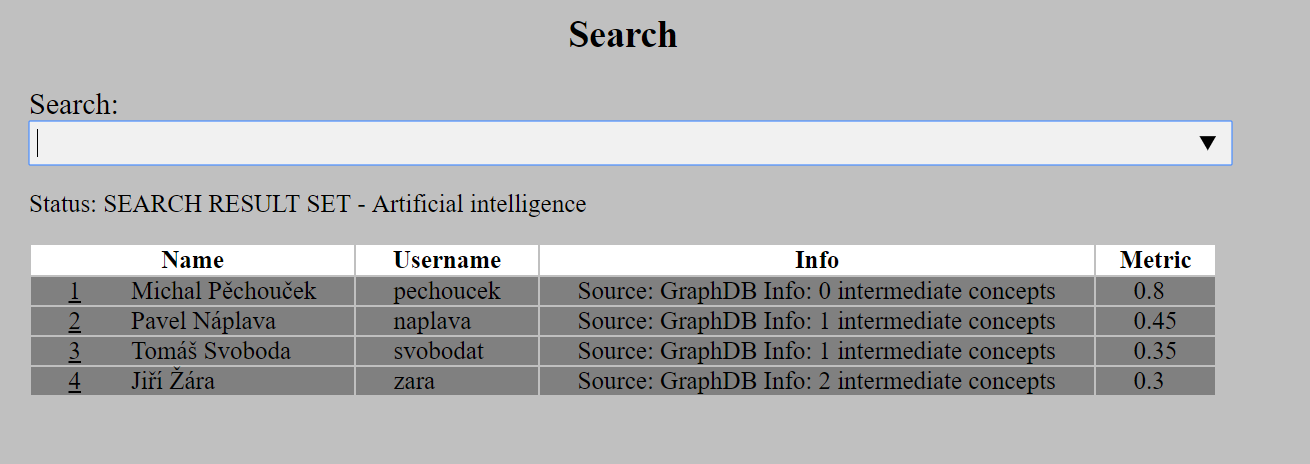 Search
Search:
▼
Status: SEARCH RESULT SET - Artificial intelligence
Name Username Info Metric
1 Michal Pěchouček pechoucek Source: GraphDB Info: 0 intermediate concepts 0.8
2 Pavel Náplava naplava Source: GraphDB Info: 1 intermediate concepts 0.45
3 Tomáš Svoboda svobodat Source: GraphDB Info: 1 intermediate concepts 0.35
4 Jiří Žára zara Source: GraphDB Info: 2 intermediate concepts 0.3